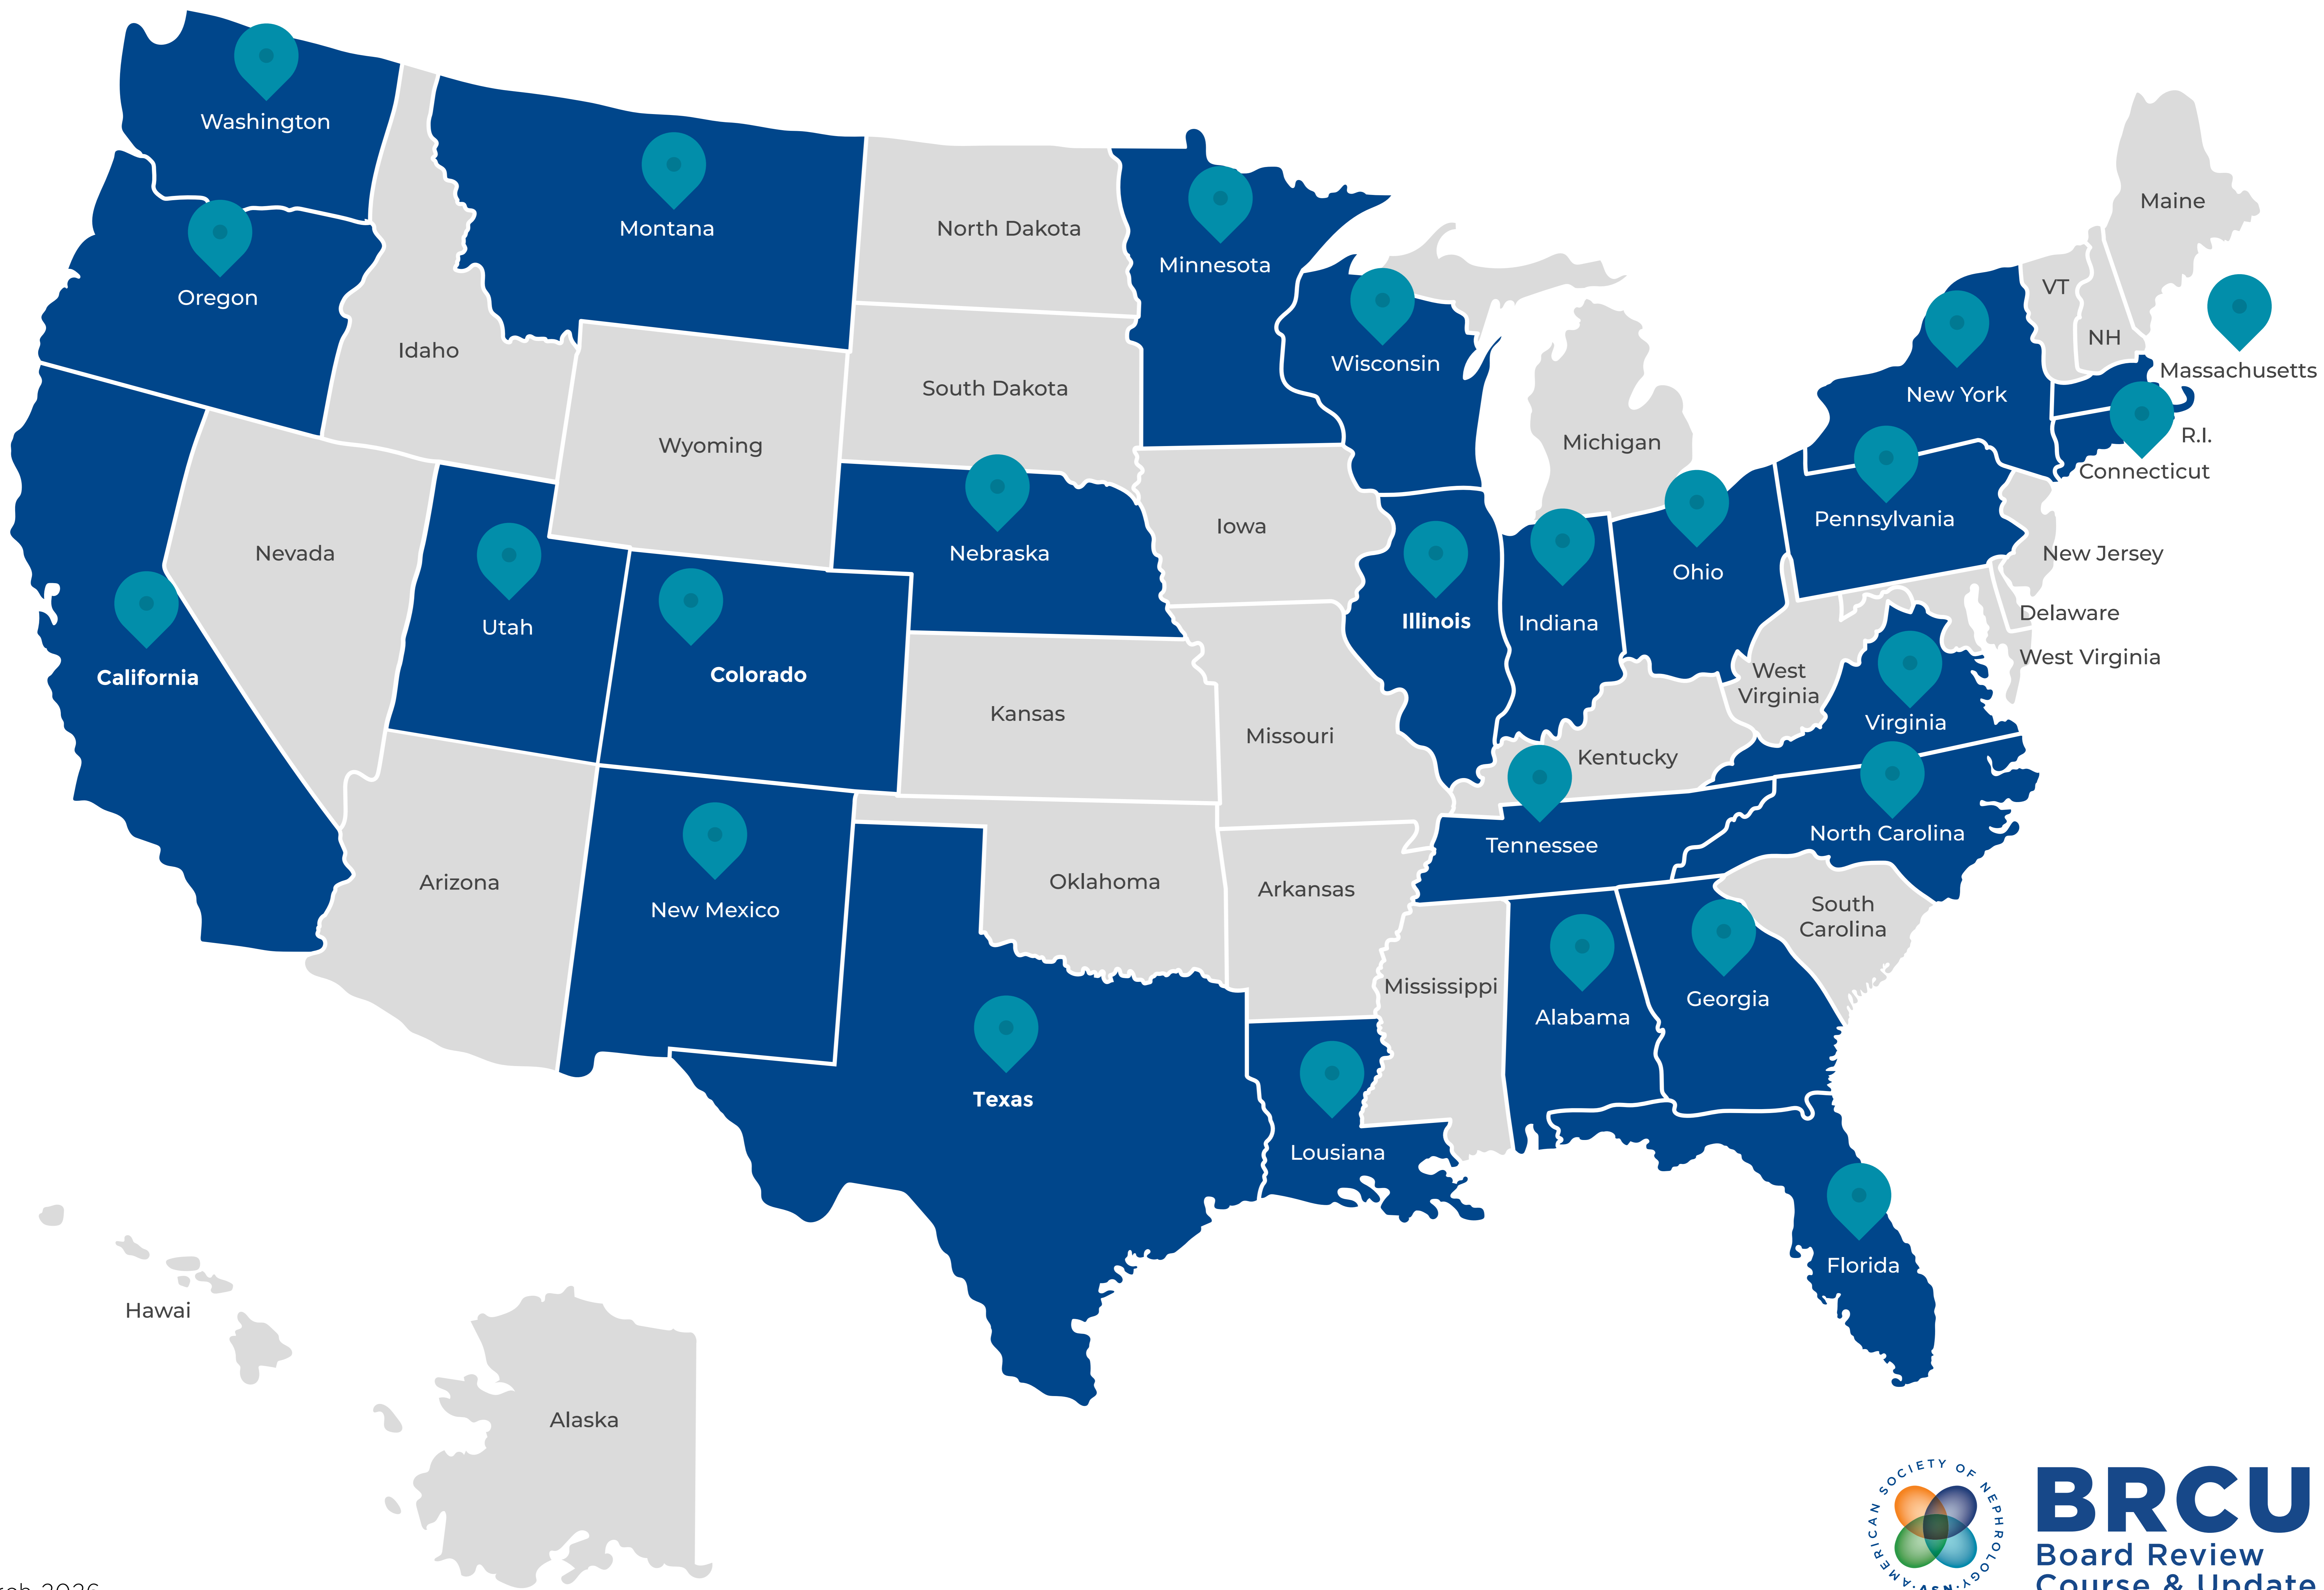 Washington
Montana
North Dakota
Minnesota
Maine
Oregon
Idaho
Wisconsin
VT
NH
Massachusetts
South Dakota
New York
Wyoming
Michigan
R.I.
Connecticut
Nevada
Nebraska
Iowa
Pennsylvania
New Jersey
Utah
Illinois
Indiana
Ohio
Delaware
California
Colorado
West Virginia
West
Virginia
Kansas
Missouri
Kentucky
Virginia
Tennessee
North Carolina
Arizona
New Mexico
Oklahoma
Arkansas
South
Carolina
Mississippi
Alabama
Georgia
Texas
Lousiana
Florida
Hawai
Alaska
AMERICAN SOCIETY OF NEPHROLOGY · ASN ·
BRCU
Board Review
Course & Update
2026